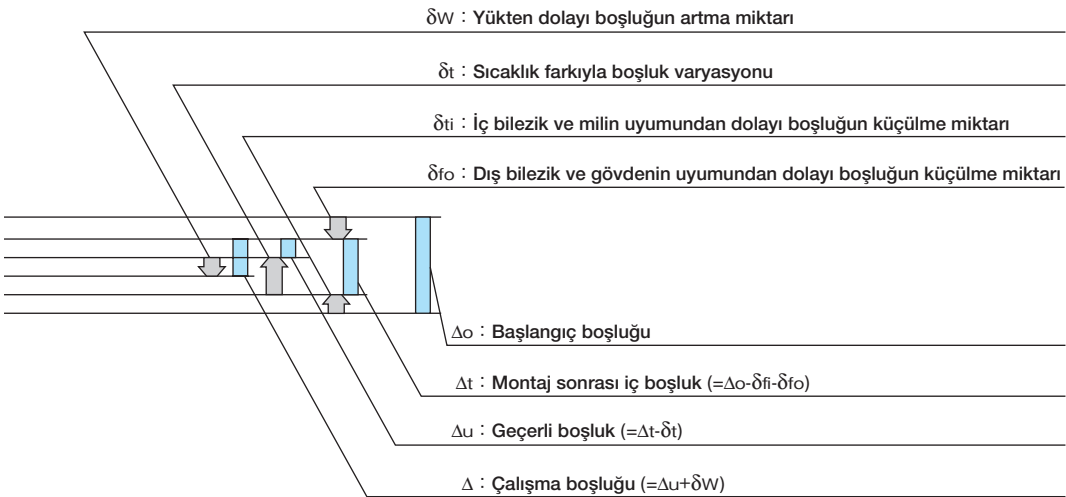 δW : Yükten dolayı boşluğun artma miktarı
δt : Sıcaklık farkıyla boşluk varyasyonu
δti : İç bilezik ve milin uyumundan dolayı boşluğun küçülme miktarı
δfo : Dış bilezik ve gövdenin uyumundan dolayı boşluğun küçülme miktarı
Δo : Başlangıç boşluğu
Δt : Montaj sonrası iç boşluk (=Δo-δfi-δfo)
Δu : Geçerli boşluk (=Δt-δt)
Δ : Çalışma boşluğu (=Δu+δW)